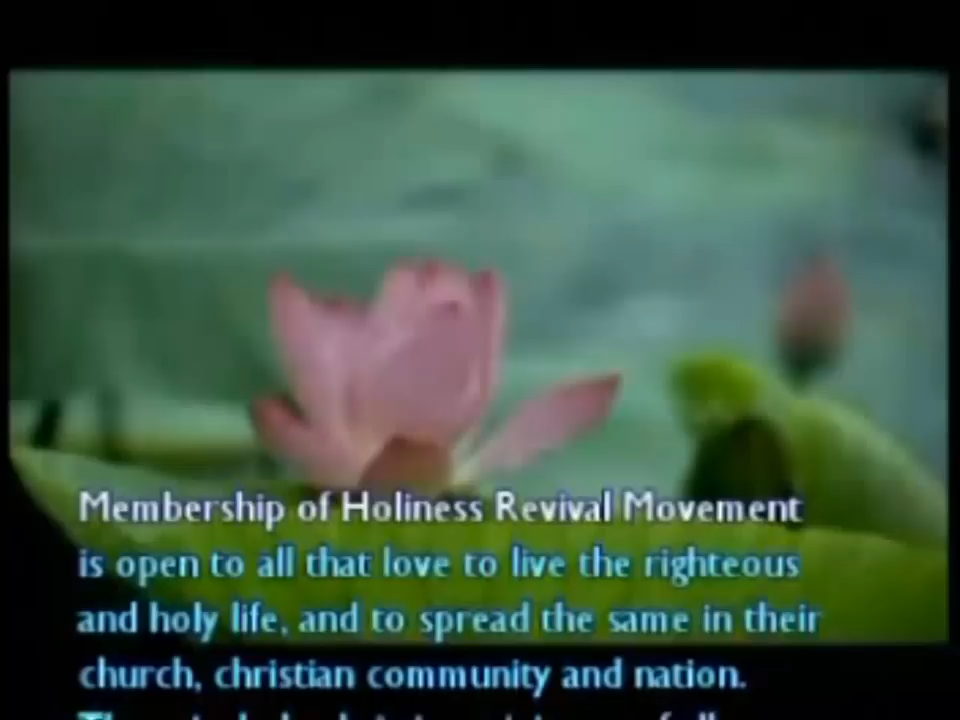 Membership of Holiness Revival Movement
is open to all that love to live the righteous
and holy life, and to spread the same in their
church, christian community and nation.